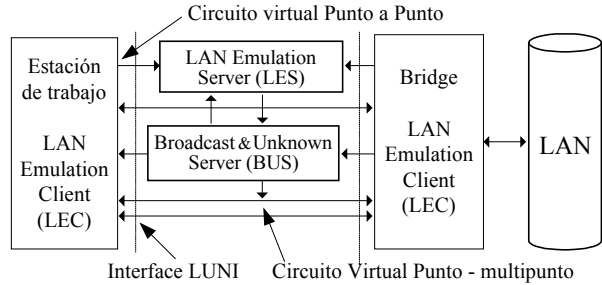 Circuito virtual Punto a Punto
Estación
de trabajo
LAN
Emulation
Client
(LEC)
LAN Emulation
Server (LES)
Broadcast & Unknown
Server (BUS)
Bridge
LAN
Emulation
Client
(LEC)
LAN
Interface LUNI
Circuito Virtual Punto - multipunto